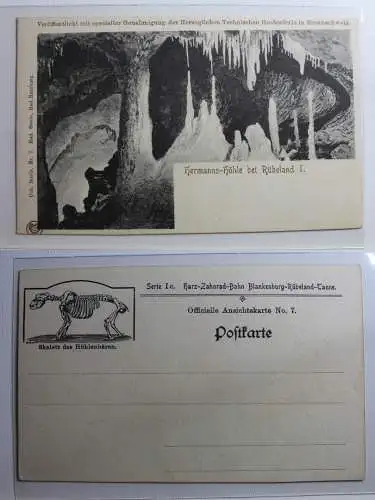 Veröffentlicht mit specieller Genehmigung der Herzoglichen Technischen Hochschule in Braunschweig.
Hermanns-Höhle bei Rübeland I.
Serie I c. Harz-Zahnrad-Bahn Blankenburg-Rübeland-Tanne.
Officielle Ansichtskarte No. 7.
Postkarte
Skelett des Höhlenbären.